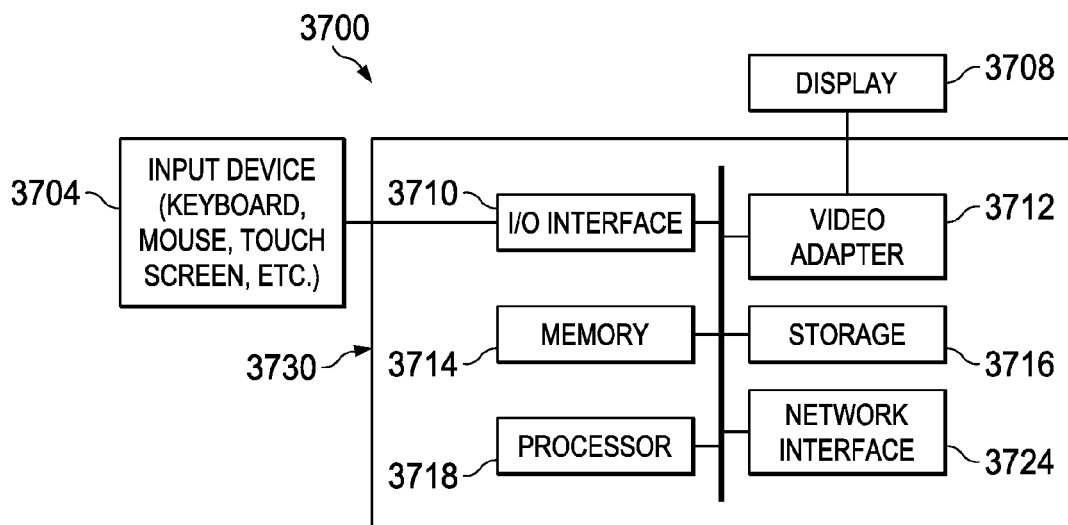 3700
DISPLAY
3708
3704
INPUT DEVICE
(KEYBOARD,
MOUSE, TOUCH
SCREEN, ETC.)
3710
I/O INTERFACE
VIDEO
ADAPTER
3712
3730
MEMORY
3714
STORAGE
3716
PROCESSOR
3718
NETWORK
INTERFACE
3724